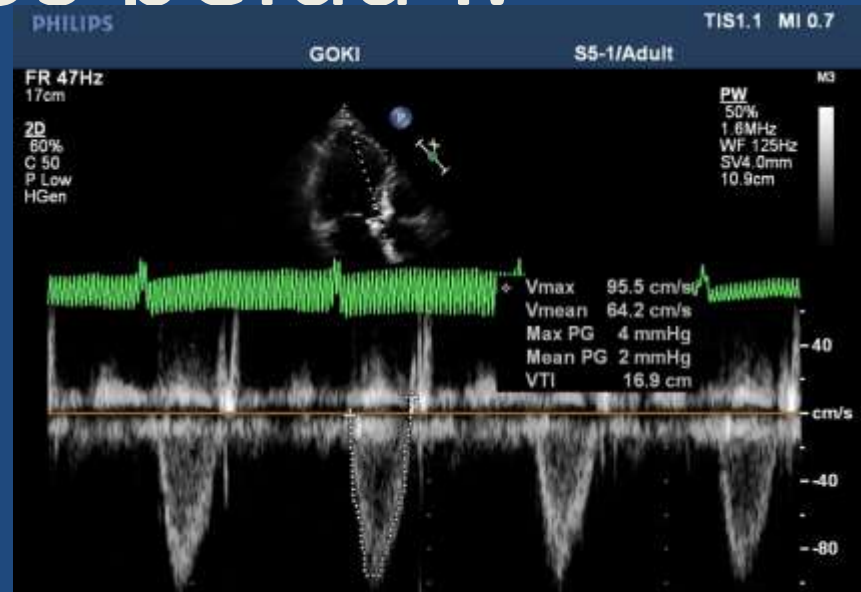 PHILIPS
TIS1.1 MI 0.7
GOKI
S5-1/Adult
FR 47Hz
17cm
2D
60%
C 50
P Low
HGen
P
M3
PW
50%
1.6MHz
WF 125Hz
SV4.0mm
10.9cm
Vmax 95.5 cm/s
Vmean 64.2 cm/s
Max PG 4 mmHg
Mean PG 2 mmHg
VTI 16.9 cm
40
cm/s
-40
-80